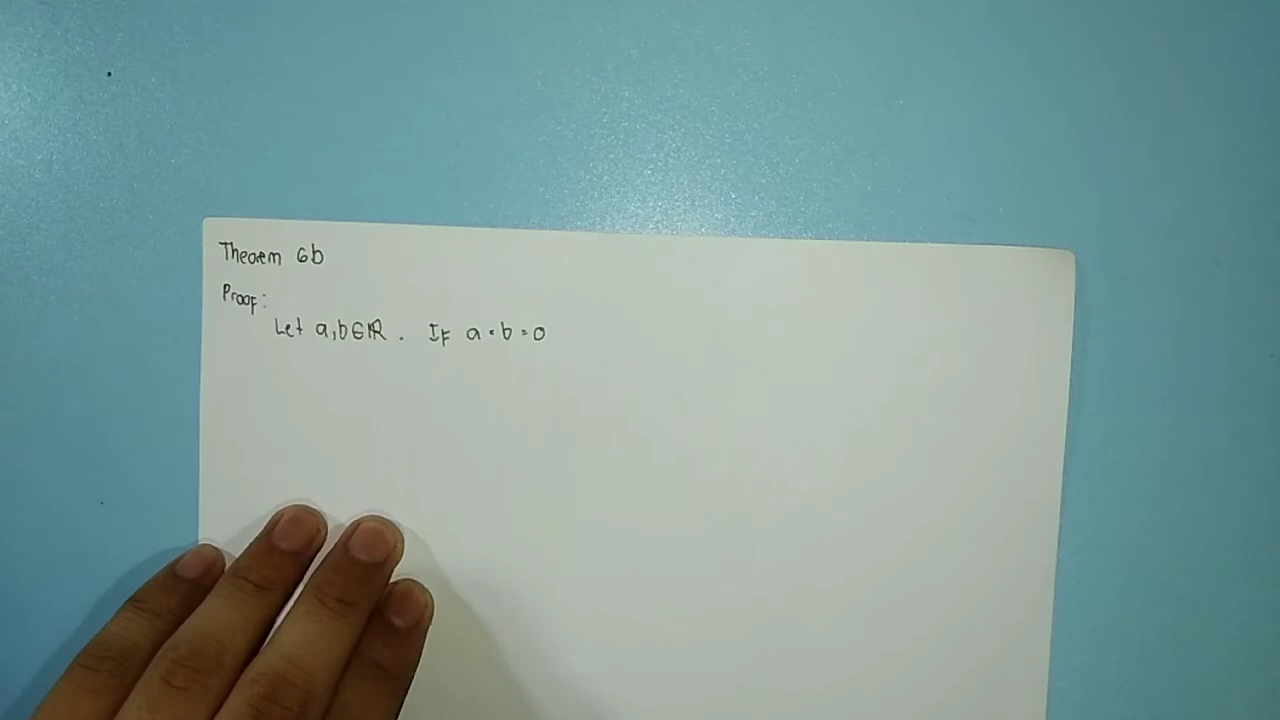 Theorem 6b
Proof:
Let a,b∈ℝ. If a·b=0